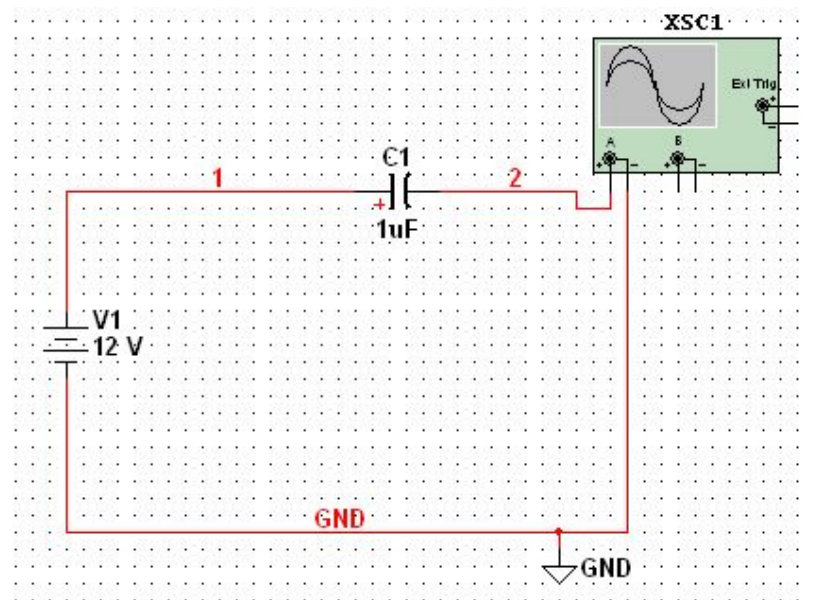 XSC1
Ext Trig
+
-
A
B
+
-
+
-
C1
1
2
+
1uF
V1
12 V
GND
GND